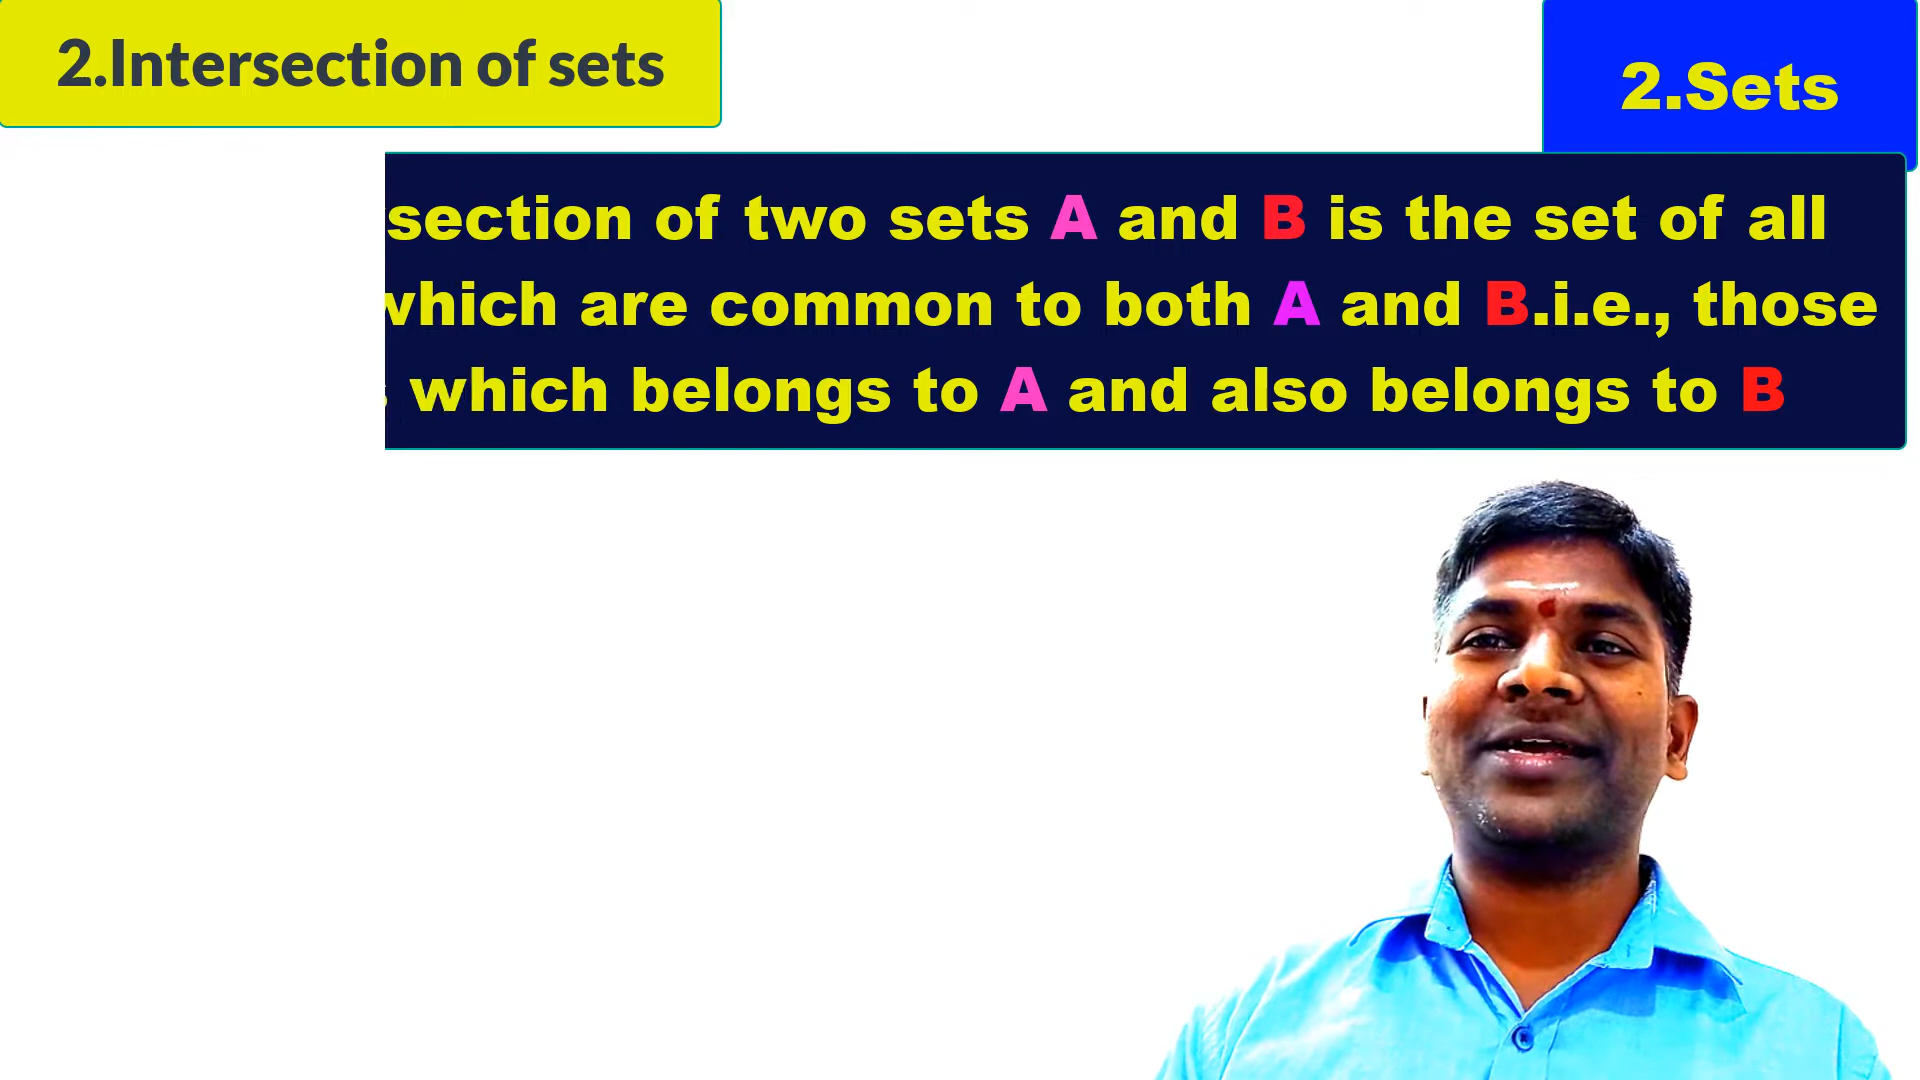 2.Intersection of sets
2.Sets
section of two sets A and B is the set of all
which are common to both A and B.i.e., those
which belongs to A and also belongs to B